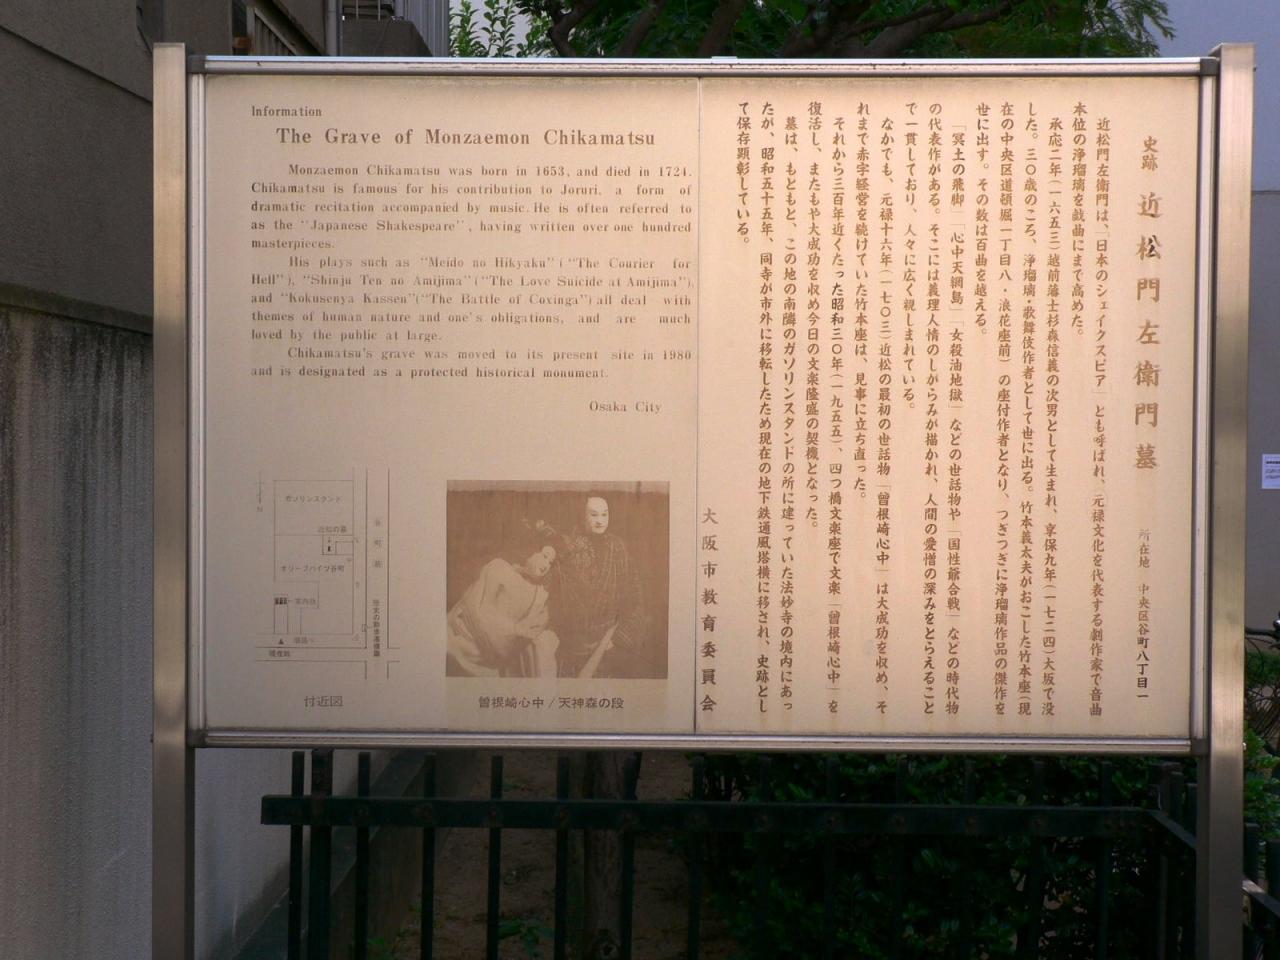 Information
The Grave of Monzaemon Chikamatsu
Monzaemon Chikamatsu was born in 1653, and died in 1724.
Chikamatsu is famous for his contribution to Joruri, a form of
dramatic recitation accompanied by music. He is often referred to
as the "Japanese Shakespeare", having written over one hundred
masterpieces.
His plays such as "Meido no Hikyaku" ("The Courier for
Hell"), "Shinju Ten no Amijima" ("The Love Suicide at Amijima"),
and "Kokusenya Kassen" ("The Battle of Coxinga") all deal with
themes of human nature and one's obligations, and are much
loved by the public at large.
Chikamatsu's grave was moved to its present site in 1980
and is designated as a protected historical monument.
Osaka City
ガソリンスタンド
近松の墓
オリーブハイツ谷町
案内板
現在地
谷町筋
歴史の散歩道
付近図
曽根崎心中/天神森の段
史跡 近松門左衛門墓 所在地 中央区谷町八丁目一
近松門左衛門は、「日本のシェイクスピア」とも呼ばれ、元禄文化を代表する劇作家で音曲
本位の浄瑠璃を戯曲にまで高めた。
承応二年(一六五三)越前藩士杉森信義の次男として生まれ、享保九年(一七二四)大坂で没
した。三〇歳のころ、浄瑠璃・歌舞伎作者として世に出る。竹本義太夫がおこした竹本座(現
在の中央区道頓堀一丁目八・浪花座前)の座付作者となり、つぎつぎに浄瑠璃作品の傑作を
世に出す。その数は百曲を越える。
「冥土の飛脚」「心中天網島」「女殺油地獄」などの世話物や「国性爺合戦」などの時代物
の代表作がある。そこには義理人情のしがらみが描かれ、人間の愛憎の深みをとらえること
で一貫しており、人々に広く親しまれている。
なかでも、元禄十六年(一七〇三)近松の最初の世話物「曽根崎心中」は大成功を収め、そ
れまで赤字経営を続けていた竹本座は、見事に立ち直った。
それから三百年近くたった昭和三〇年(一九五五)、四つ橋文楽座で文楽「曽根崎心中」を
復活し、またもや大成功を収め今日の文楽隆盛の契機となった。
墓は、もともと、この地の南隣のガソリンスタンドの所に建っていた法妙寺の境内にあっ
たが、昭和五十五年、同寺が市外に移転したため現在の地下鉄通風塔横に移され、史跡とし
て保存顕彰している。
大阪市教育委員会